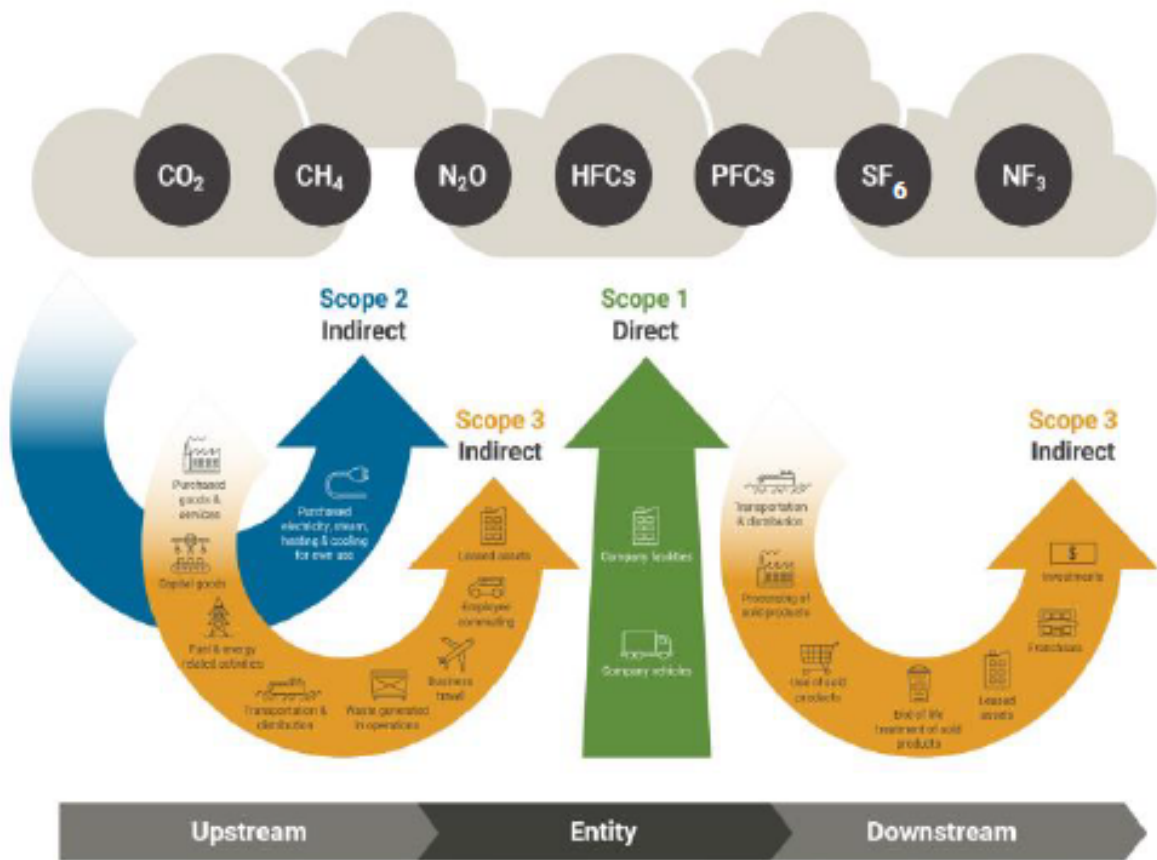 CO₂
CH₄
N₂O
HFCs
PFCs
SF₆
NF₃
Scope 2
Indirect
Scope 1
Direct
Scope 3
Indirect
Scope 3
Indirect
Purchased
goods &
services
Capital goods
Fuel & energy
related activities
Transportation &
distribution
Waste generated
in operations
Business
travel
Employee
commuting
Leased assets
Purchased
electricity, steam,
heating & cooling
for own use
Company facilities
Company vehicles
Transportation
& distribution
Processing of
sold products
Use of sold
products
End of life
treatment of sold
products
Leased
assets
Franchises
$
Investments
Upstream
Entity
Downstream